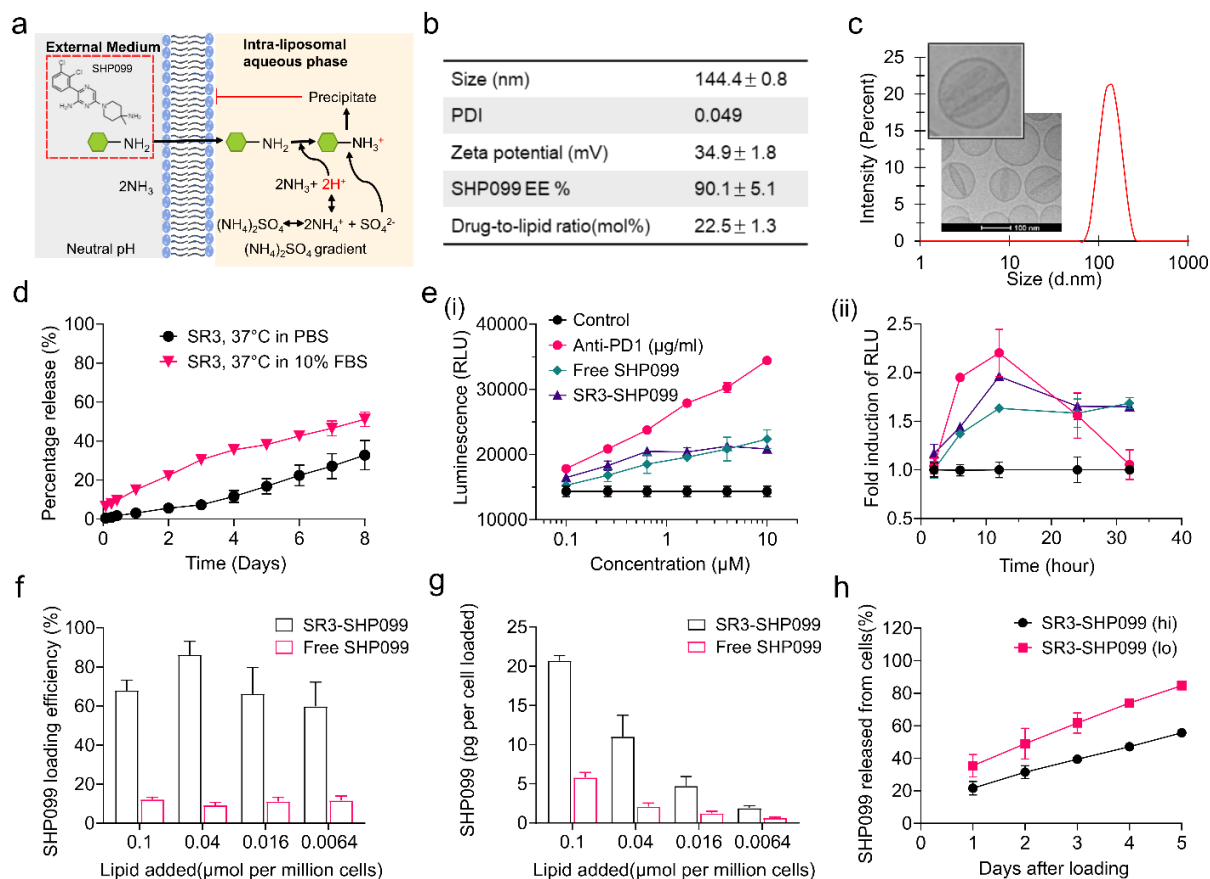 a
External Medium
SHP099
Cl
Cl
H₂N
N
N
N
NH₂
NH₂
2NH₃
Neutral pH
Intra-liposomal
aqueous phase
Precipitate
NH₂
NH₃⁺
2NH₃+ 2H⁺
(NH₄)₂SO₄ 2NH₄⁺ + SO₄²⁻
(NH₄)₂SO₄ gradient
b
Size (nm) 144.4 ± 0.8
PDI 0.049
Zeta potential (mV) 34.9 ± 1.8
SHP099 EE % 90.1 ± 5.1
Drug-to-lipid ratio(mol%) 22.5 ± 1.3
c
Intensity (Percent)
25
20
15
10
5
0
100 nm
1 10 100 1000
Size (d.nm)
d
Percentage release (%)
100
80
60
40
20
0
SR3, 37°C in PBS
SR3, 37°C in 10% FBS
0 1 2 3 4 5 6 7 8
Time (Days)
e (i)
Luminescence (RLU)
40000
30000
20000
10000
Control
Anti-PD1 (µg/ml)
Free SHP099
SR3-SHP099
0.1 1 10
Concentration (µM)
(ii)
Fold induction of RLU
2.5
2.0
1.5
1.0
0.5
0 10 20 30 40
Time (hour)
f
SHP099 loading efficiency (%)
100
80
60
40
20
0
SR3-SHP099
Free SHP099
0.1 0.04 0.016 0.0064
Lipid added(µmol per million cells)
g
SHP099 (pg per cell loaded)
25
20
15
10
5
0
SR3-SHP099
Free SHP099
0.1 0.04 0.016 0.0064
Lipid added(µmol per million cells)
h
SHP099 released from cells(%)
120
100
80
60
40
20
0
SR3-SHP099 (hi)
SR3-SHP099 (lo)
0 1 2 3 4 5
Days after loading